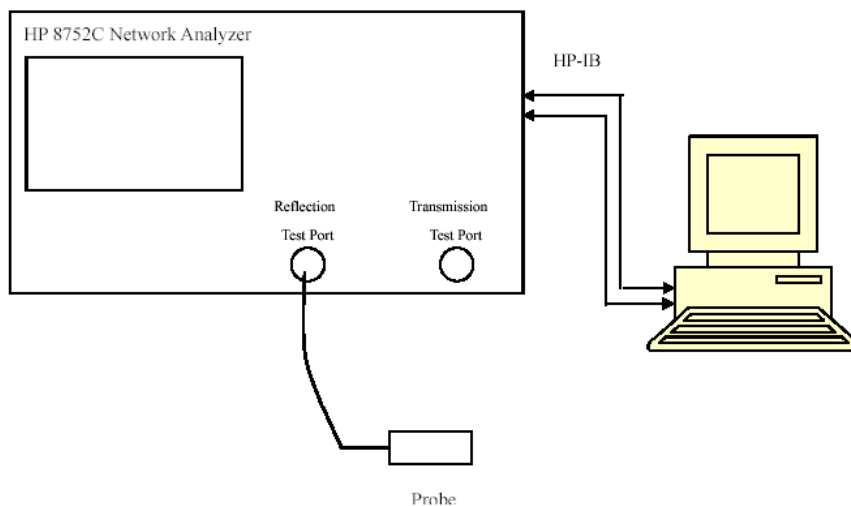 HP 8752C Network Analyzer
HP-IB
Reflection
Test Port
Transmission
Test Port
Probe